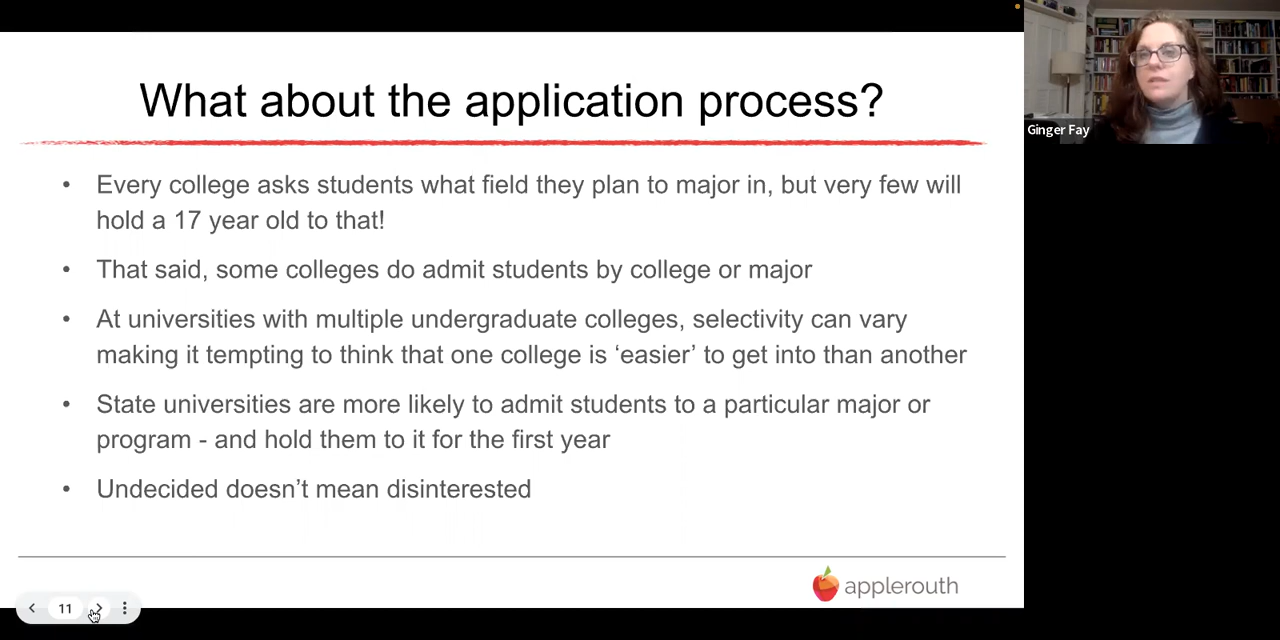 What about the application process?
Ginger Fay
• Every college asks students what field they plan to major in, but very few will
hold a 17 year old to that!
• That said, some colleges do admit students by college or major
• At universities with multiple undergraduate colleges, selectivity can vary
making it tempting to think that one college is ‘easier’ to get into than another
• State universities are more likely to admit students to a particular major or
program - and hold them to it for the first year
• Undecided doesn’t mean disinterested
applerouth
11